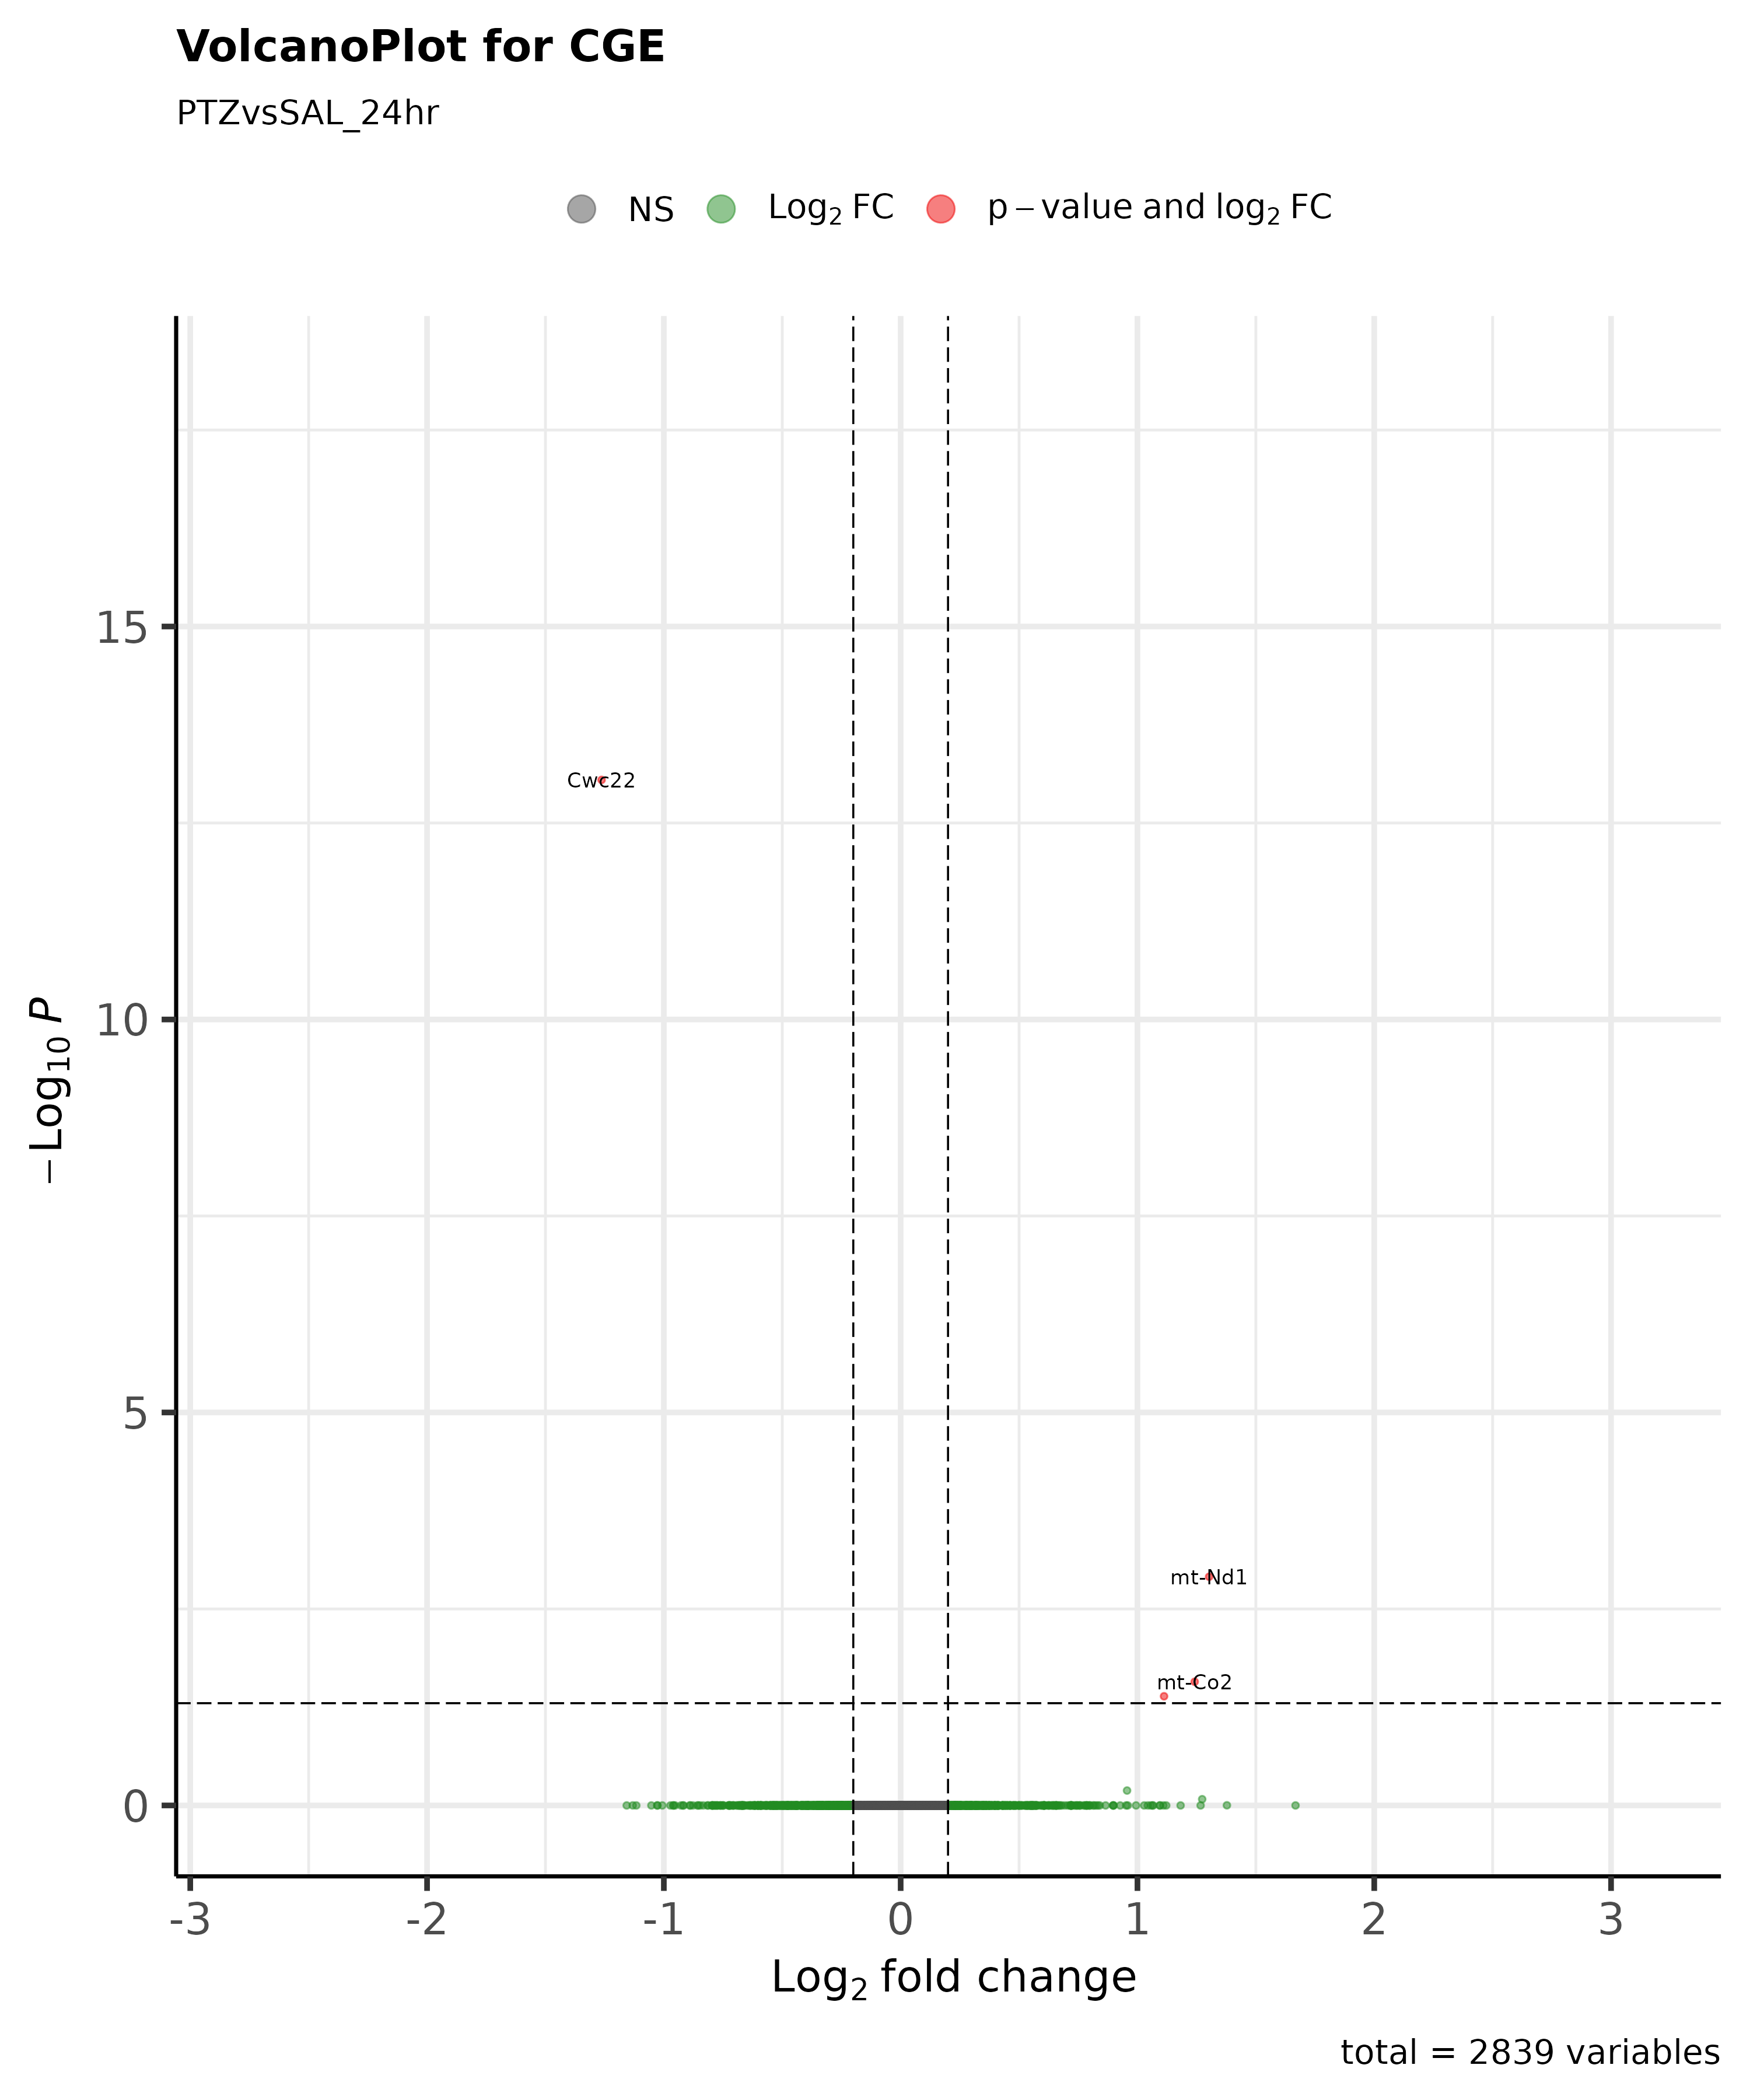 VolcanoPlot for CGE
PTZvsSAL_24hr
NS Log₂ FC p − value and log₂ FC
15
10
5
0
−Log₁₀ P
Cwc22
mt-Nd1
mt-Co2
-3 -2 -1 0 1 2 3
Log₂ fold change
total = 2839 variables